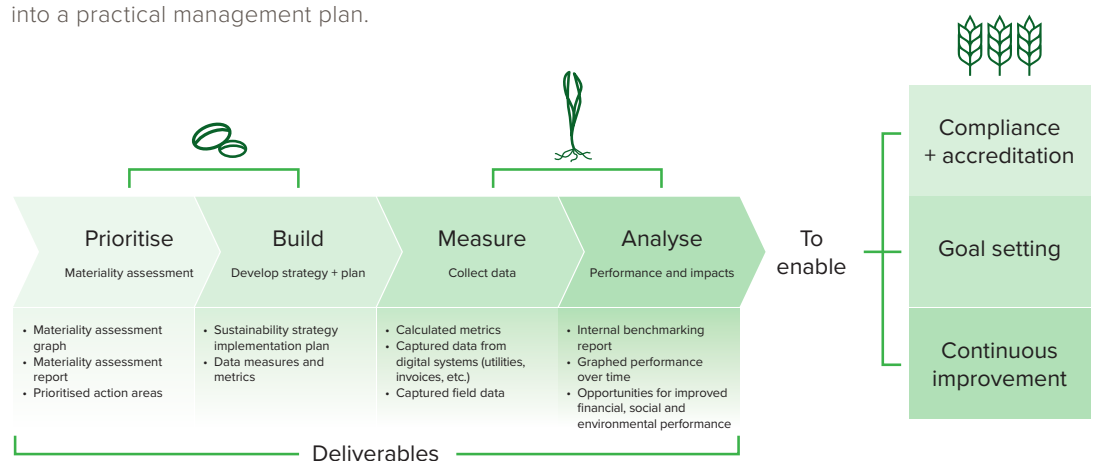 into a practical management plan.
Prioritise
Materiality assessment
Build
Develop strategy + plan
Measure
Collect data
Analyse
Performance and impacts
• Materiality assessment
graph
• Materiality assessment
report
• Prioritised action areas
• Sustainability strategy
implementation plan
• Data measures and
metrics
• Calculated metrics
• Captured data from
digital systems (utilities,
invoices, etc.)
• Captured field data
• Internal benchmarking
report
• Graphed performance
over time
• Opportunities for improved
financial, social and
environmental performance
Deliverables
To
enable
Compliance
+ accreditation
Goal setting
Continuous
improvement